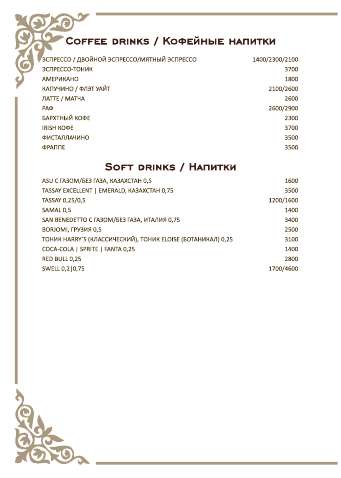 COFFEE DRINKS / КОФЕЙНЫЕ НАПИТКИ
ЭСПРЕССО / ДВОЙНОЙ ЭСПРЕССО/МЯТНЫЙ ЭСПРЕССО 1400/2300/2100
ЭСПРЕССО-ТОНИК 3700
АМЕРИКАНО 1800
КАПУЧИНО / ФЛЭТ УАЙТ 2100/2600
ЛАТТЕ / МАТЧА 2600
РАФ 2600/2900
БАРХТНЫЙ КОФЕ 2300
IRISH КОФЕ 3700
ФИСТАЛЛАЧИНО 3500
ФРАППЕ 3500
SOFT DRINKS / НАПИТКИ
ASU С ГАЗОМ/БЕЗ ГАЗА, КАЗАХСТАН 0,5 1600
TASSAY EXCELLENT | EMERALD, КАЗАХСТАН 0,75 3500
TASSAY 0,25/0,5 1200/1600
SAMAL 0,5 1400
SAN BENEDETTO С ГАЗОМ/БЕЗ ГАЗА, ИТАЛИЯ 0,75 3400
BORJOMI, ГРУЗИЯ 0,5 2500
ТОНИК HARRY'S (КЛАССИЧЕСКИЙ), ТОНИК ELOISE (БОТАНИКАЛ) 0,25 3100
COCA-COLA | SPRITE | FANTA 0,25 1400
RED BULL 0,25 2800
SWELL 0,2|0,75 1700/4600